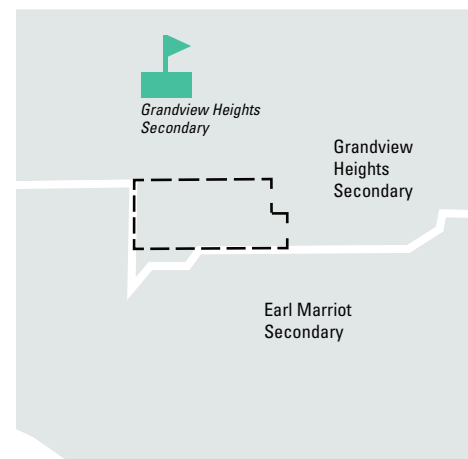 Grandview Heights
Secondary
Grandview
Heights
Secondary
Earl Marriot
Secondary